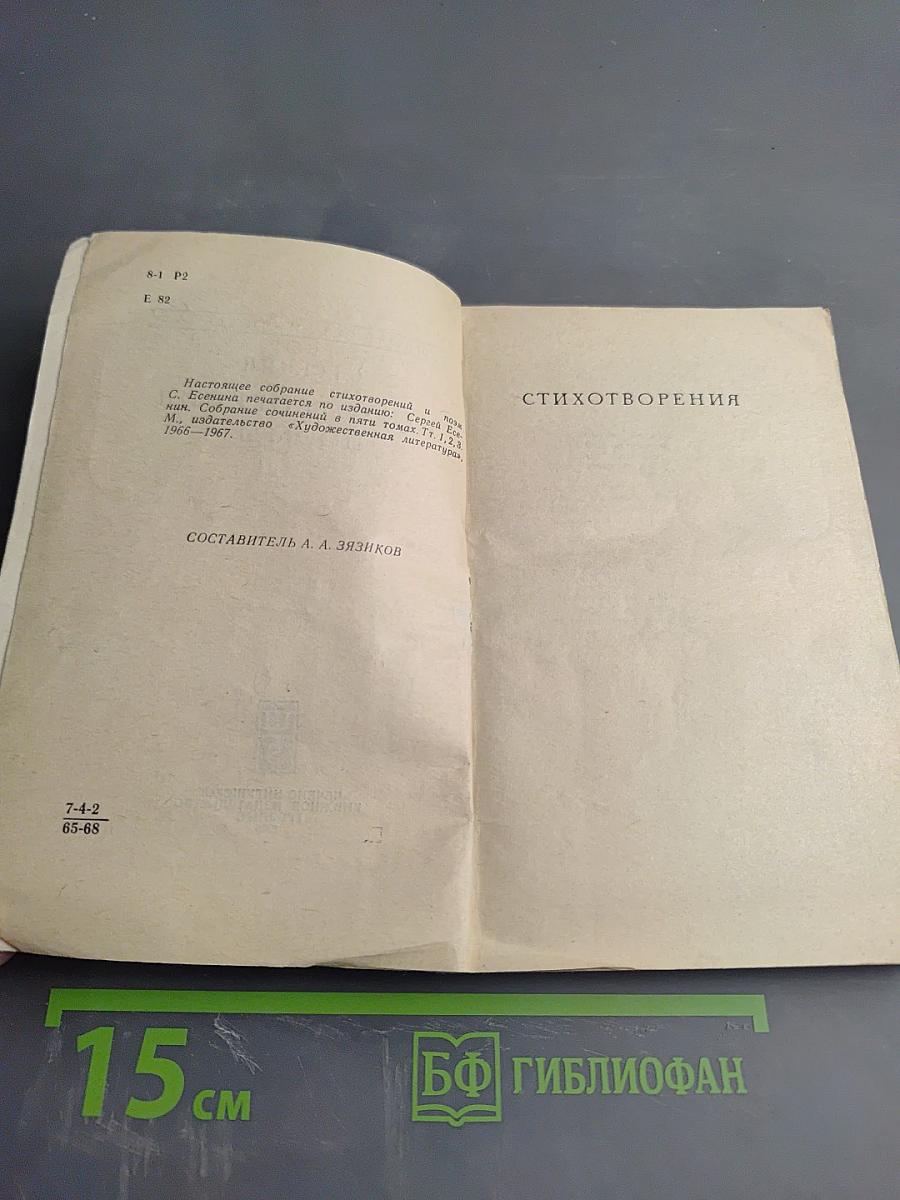 8-1 Р2
Е 82
Настоящее собрание стихотворений и поэм
С. Есенина печатается по изданию: Сергей Есе-
нин. Собрание сочинений в пяти томах. Тт. 1, 2, 3.
М., издательство «Художественная литература»,
1966—1967.
СОСТАВИТЕЛЬ А. А. ЗЯЗИКОВ
7-4-2
65-68
СТИХОТВОРЕНИЯ
15 см
БФ ГИБЛИОФАН